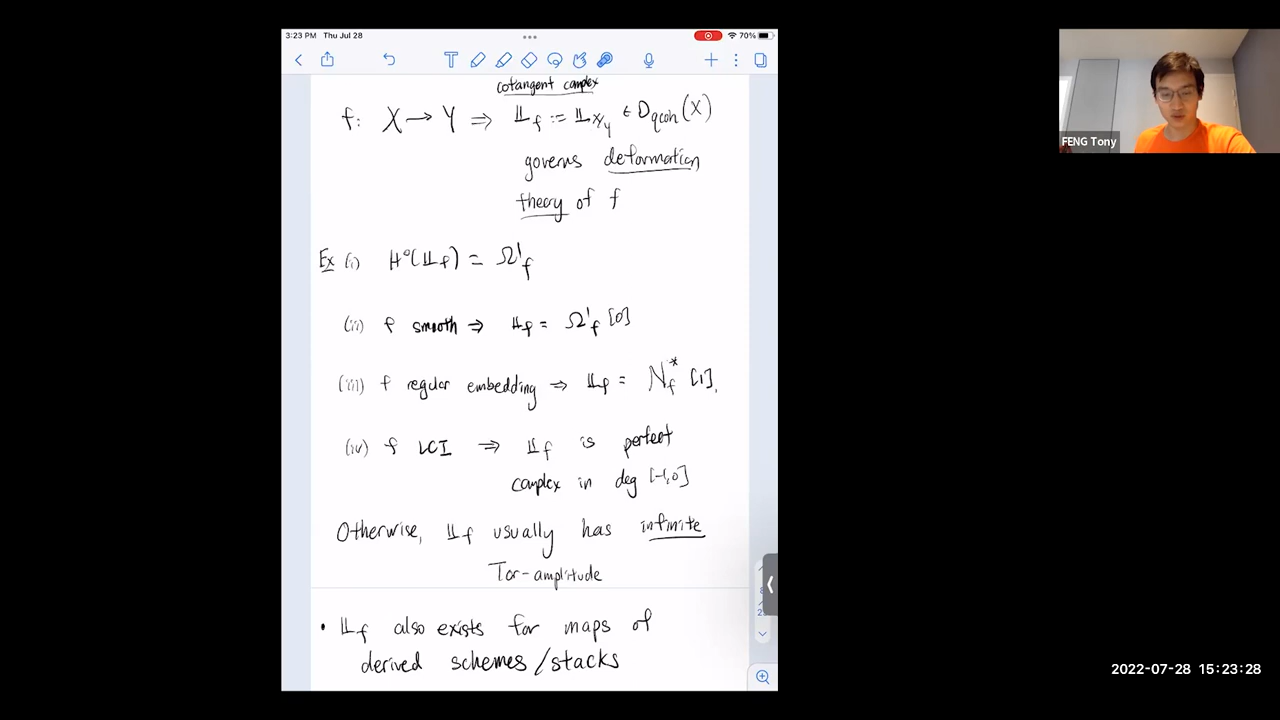 3:23 PM Thu Jul 28
70%
cotangent complex
f: X → Y ⇒ 𝕃_f := 𝕃_{X/Y} ∈ D_{qcoh}(X)
governs deformation
theory of f
FENG Tony
Ex (i) H⁰(𝕃_f) = Ω¹_f
(ii) f smooth ⇒ 𝕃_f = Ω¹_f [0]
(iii) f regular embedding ⇒ 𝕃_f = N*_f [1].
(iv) f LCI ⇒ 𝕃_f is perfect
complex in deg [-1,0]
Otherwise, 𝕃_f usually has infinite
Tor-amplitude
• 𝕃_f also exists for maps of
derived schemes/stacks
2022-07-28 15:23:28